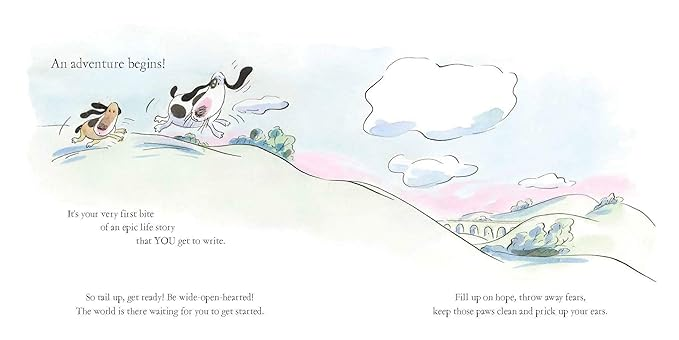 An adventure begins!
It's your very first bite
of an epic life story
that YOU get to write.
So tail up, get ready! Be wide-open-hearted!
The world is there waiting for you to get started.
Fill up on hope, throw away fears,
keep those paws clean and prick up your ears.